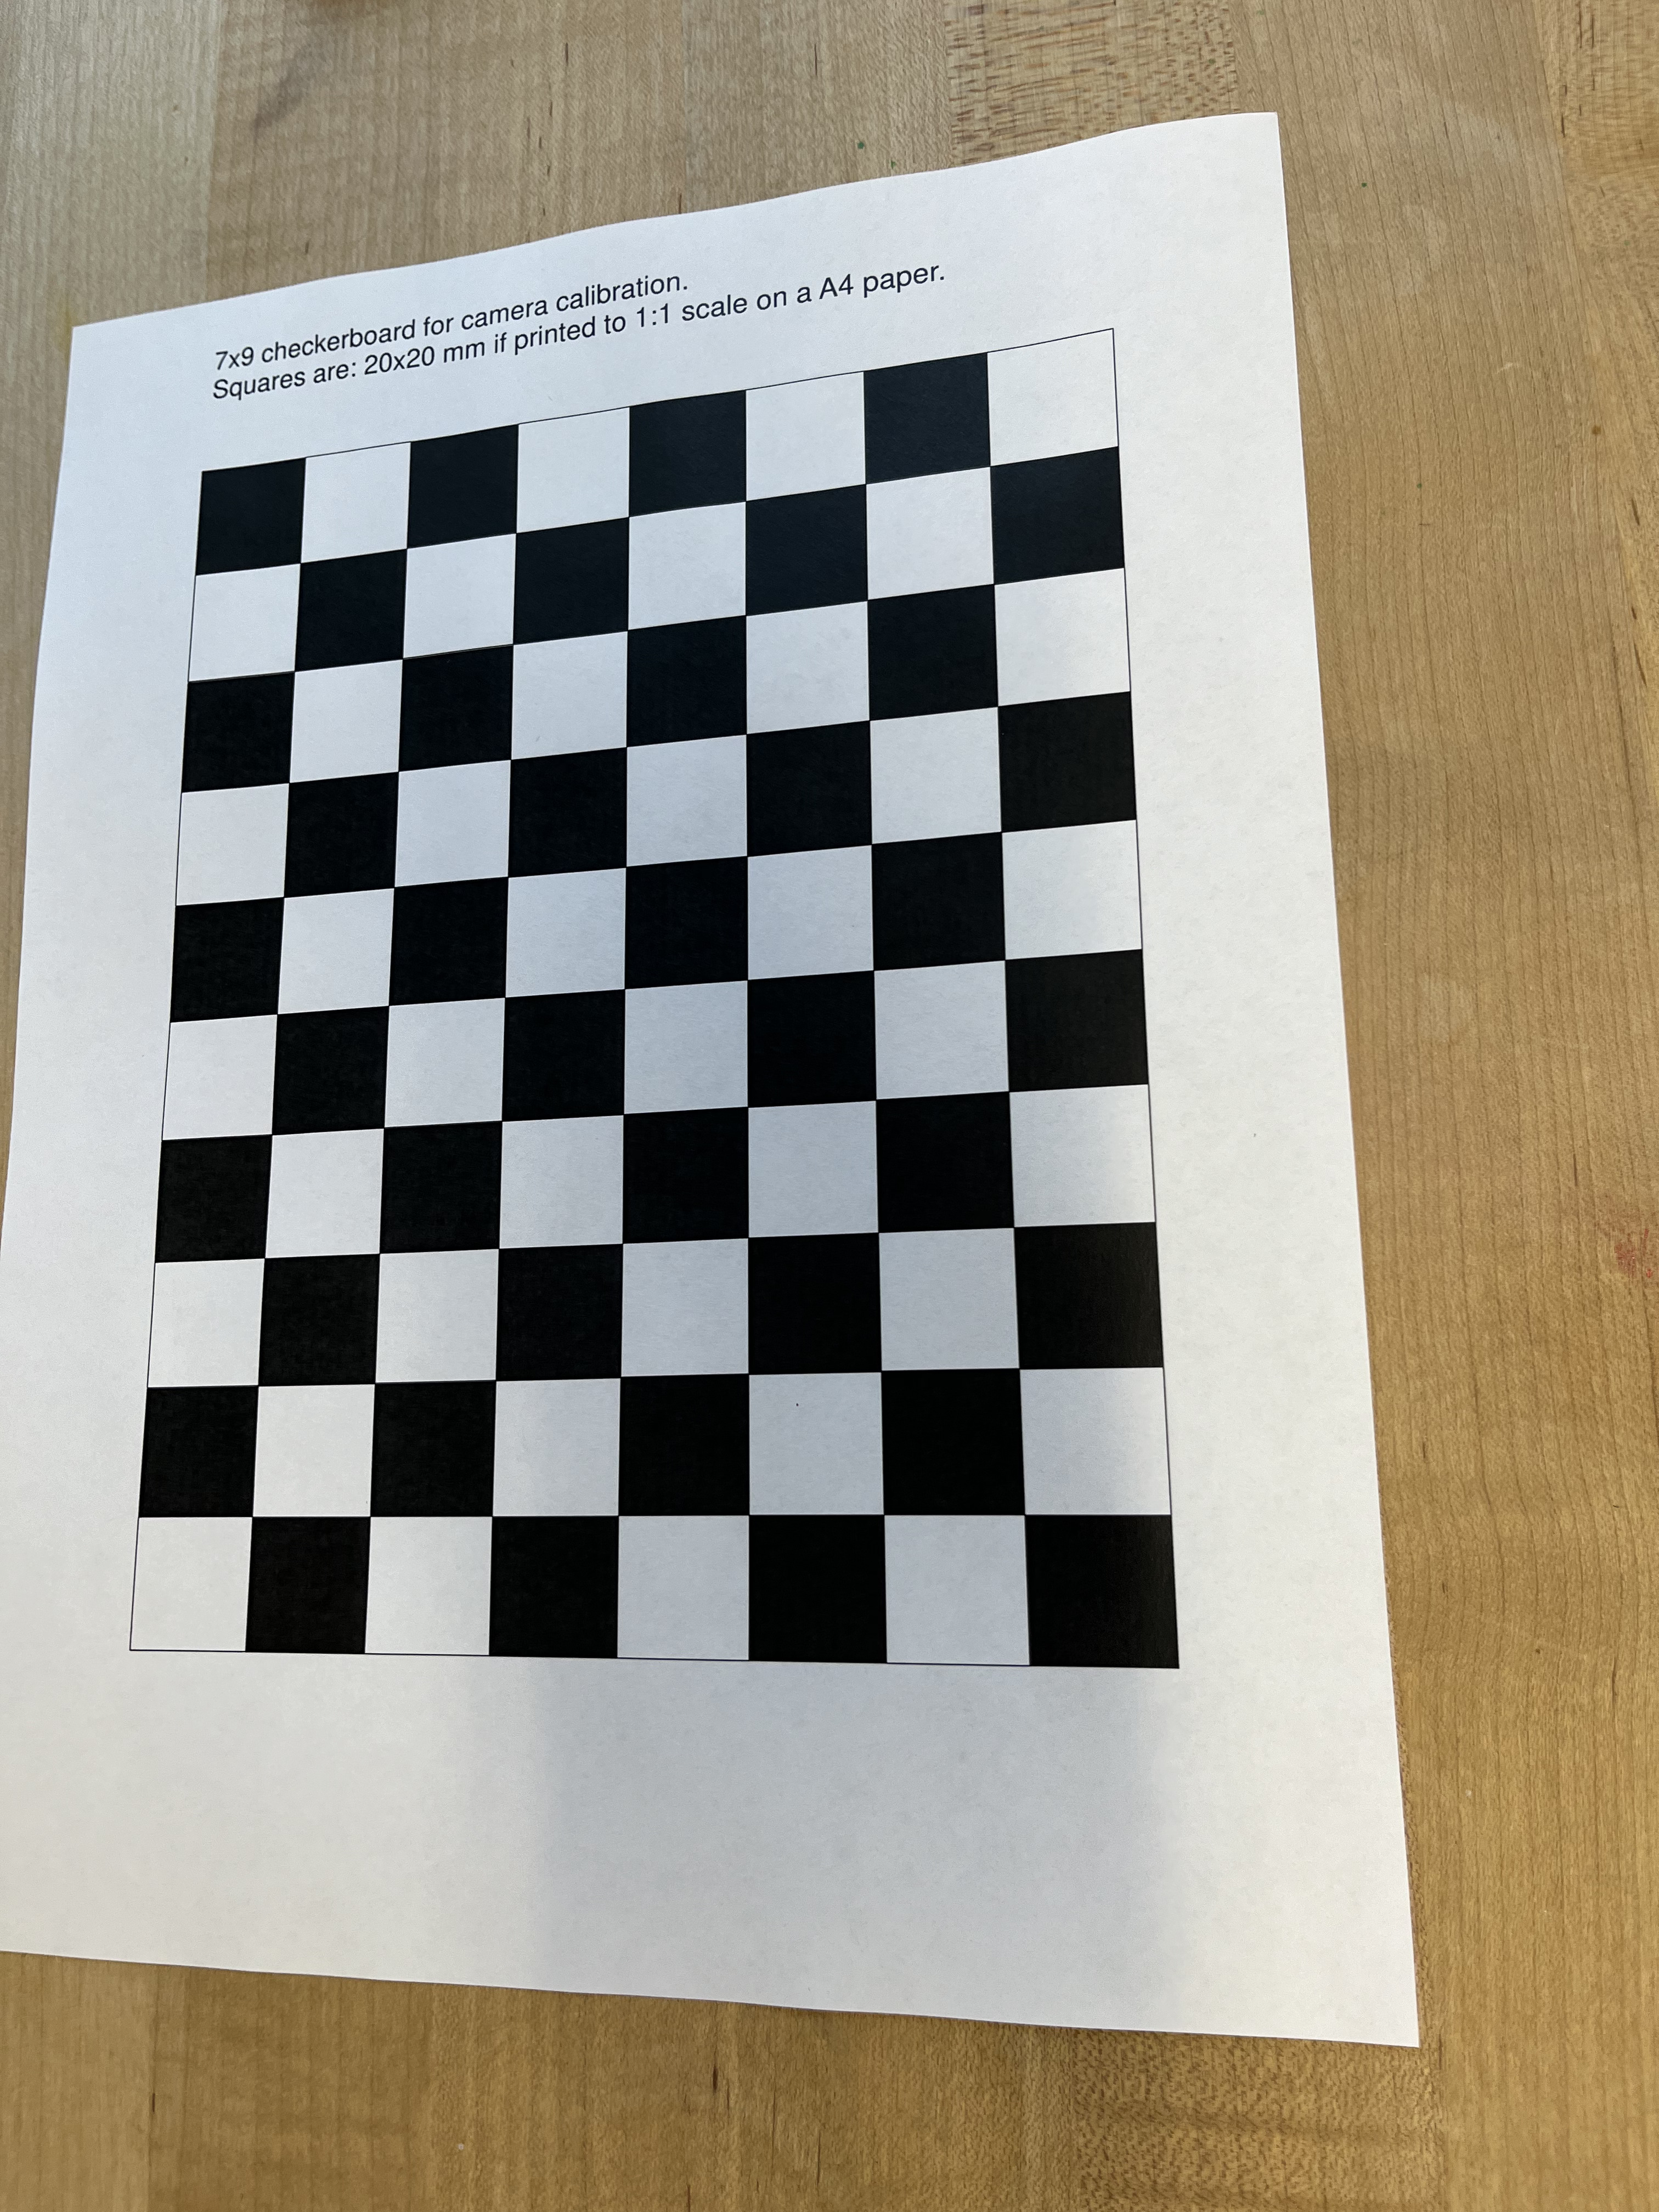 7x9 checkerboard for camera calibration.
Squares are: 20x20 mm if printed to 1:1 scale on a A4 paper.